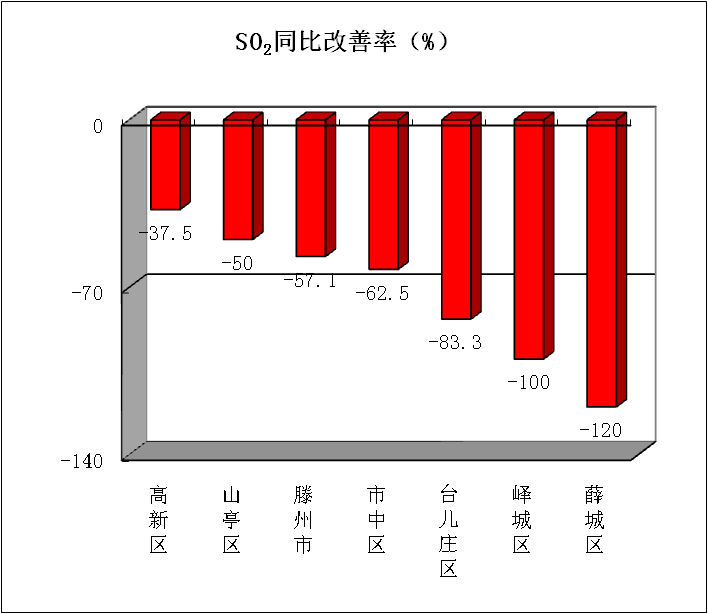 SO₂同比改善率（%）
0
-70
-140
-37.5
-50
-57.1
-62.5
-83.3
-100
-120
高新区
山亭区
滕州市
市中区
台儿庄区
峄城区
薛城区